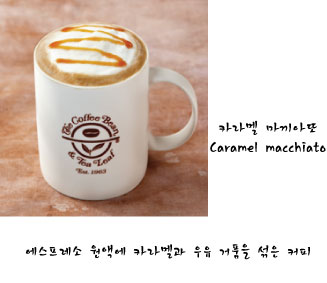 The Coffee Bean
& Tea Leaf
Est. 1963
카라멜 마끼아또
Caramel macchiato
에스프레소 원액에 카라멜과 우유 거품을 섞은 커피